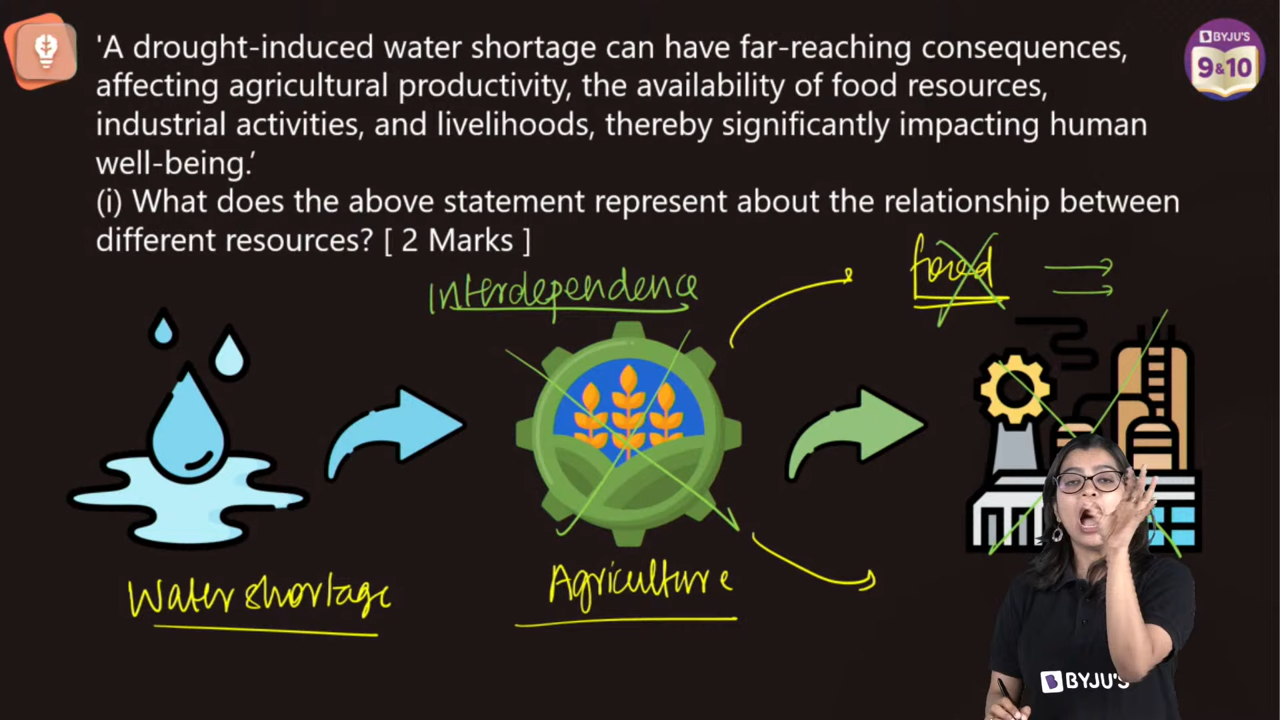 'A drought-induced water shortage can have far-reaching consequences,
affecting agricultural productivity, the availability of food resources,
industrial activities, and livelihoods, thereby significantly impacting human
well-being.'
(i) What does the above statement represent about the relationship between
different resources? [ 2 Marks ]
BYJU'S
9&10
Interdependence
food
Water shortage
Agriculture
BYJU'S